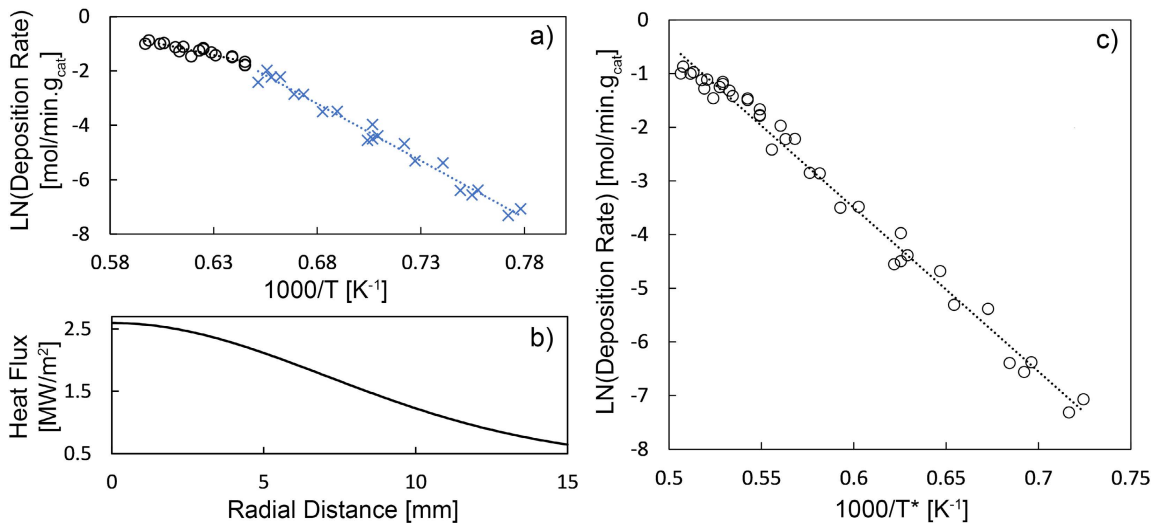 a)
LN(Deposition Rate)
[mol/min.g_cat]
0
-2
-4
-6
-8
0.58
0.63
0.68
0.73
0.78
1000/T [K⁻¹]
b)
Heat Flux
[MW/m²]
2.5
1.5
0.5
0
5
10
15
Radial Distance [mm]
c)
LN(Deposition Rate) [mol/min.g_cat]
0
-1
-2
-3
-4
-5
-6
-7
-8
0.5
0.55
0.6
0.65
0.7
0.75
1000/T* [K⁻¹]